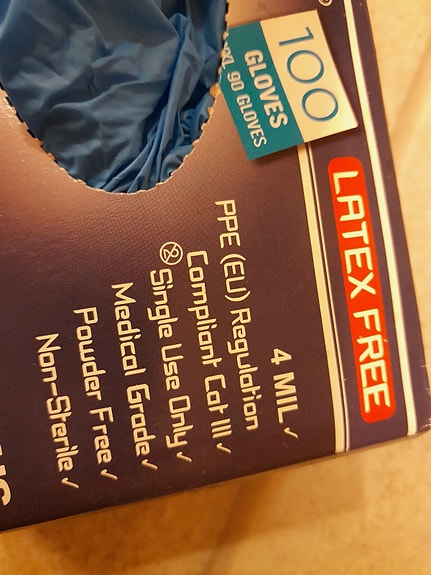 100
GLOVES
XXL 90 GLOVES
LATEX FREE
4 MIL ✓
PPE (EU) Regulation
Compliant Cat III ✓
Single Use Only ✓
Medical Grade ✓
Powder Free ✓
Non-Sterile ✓